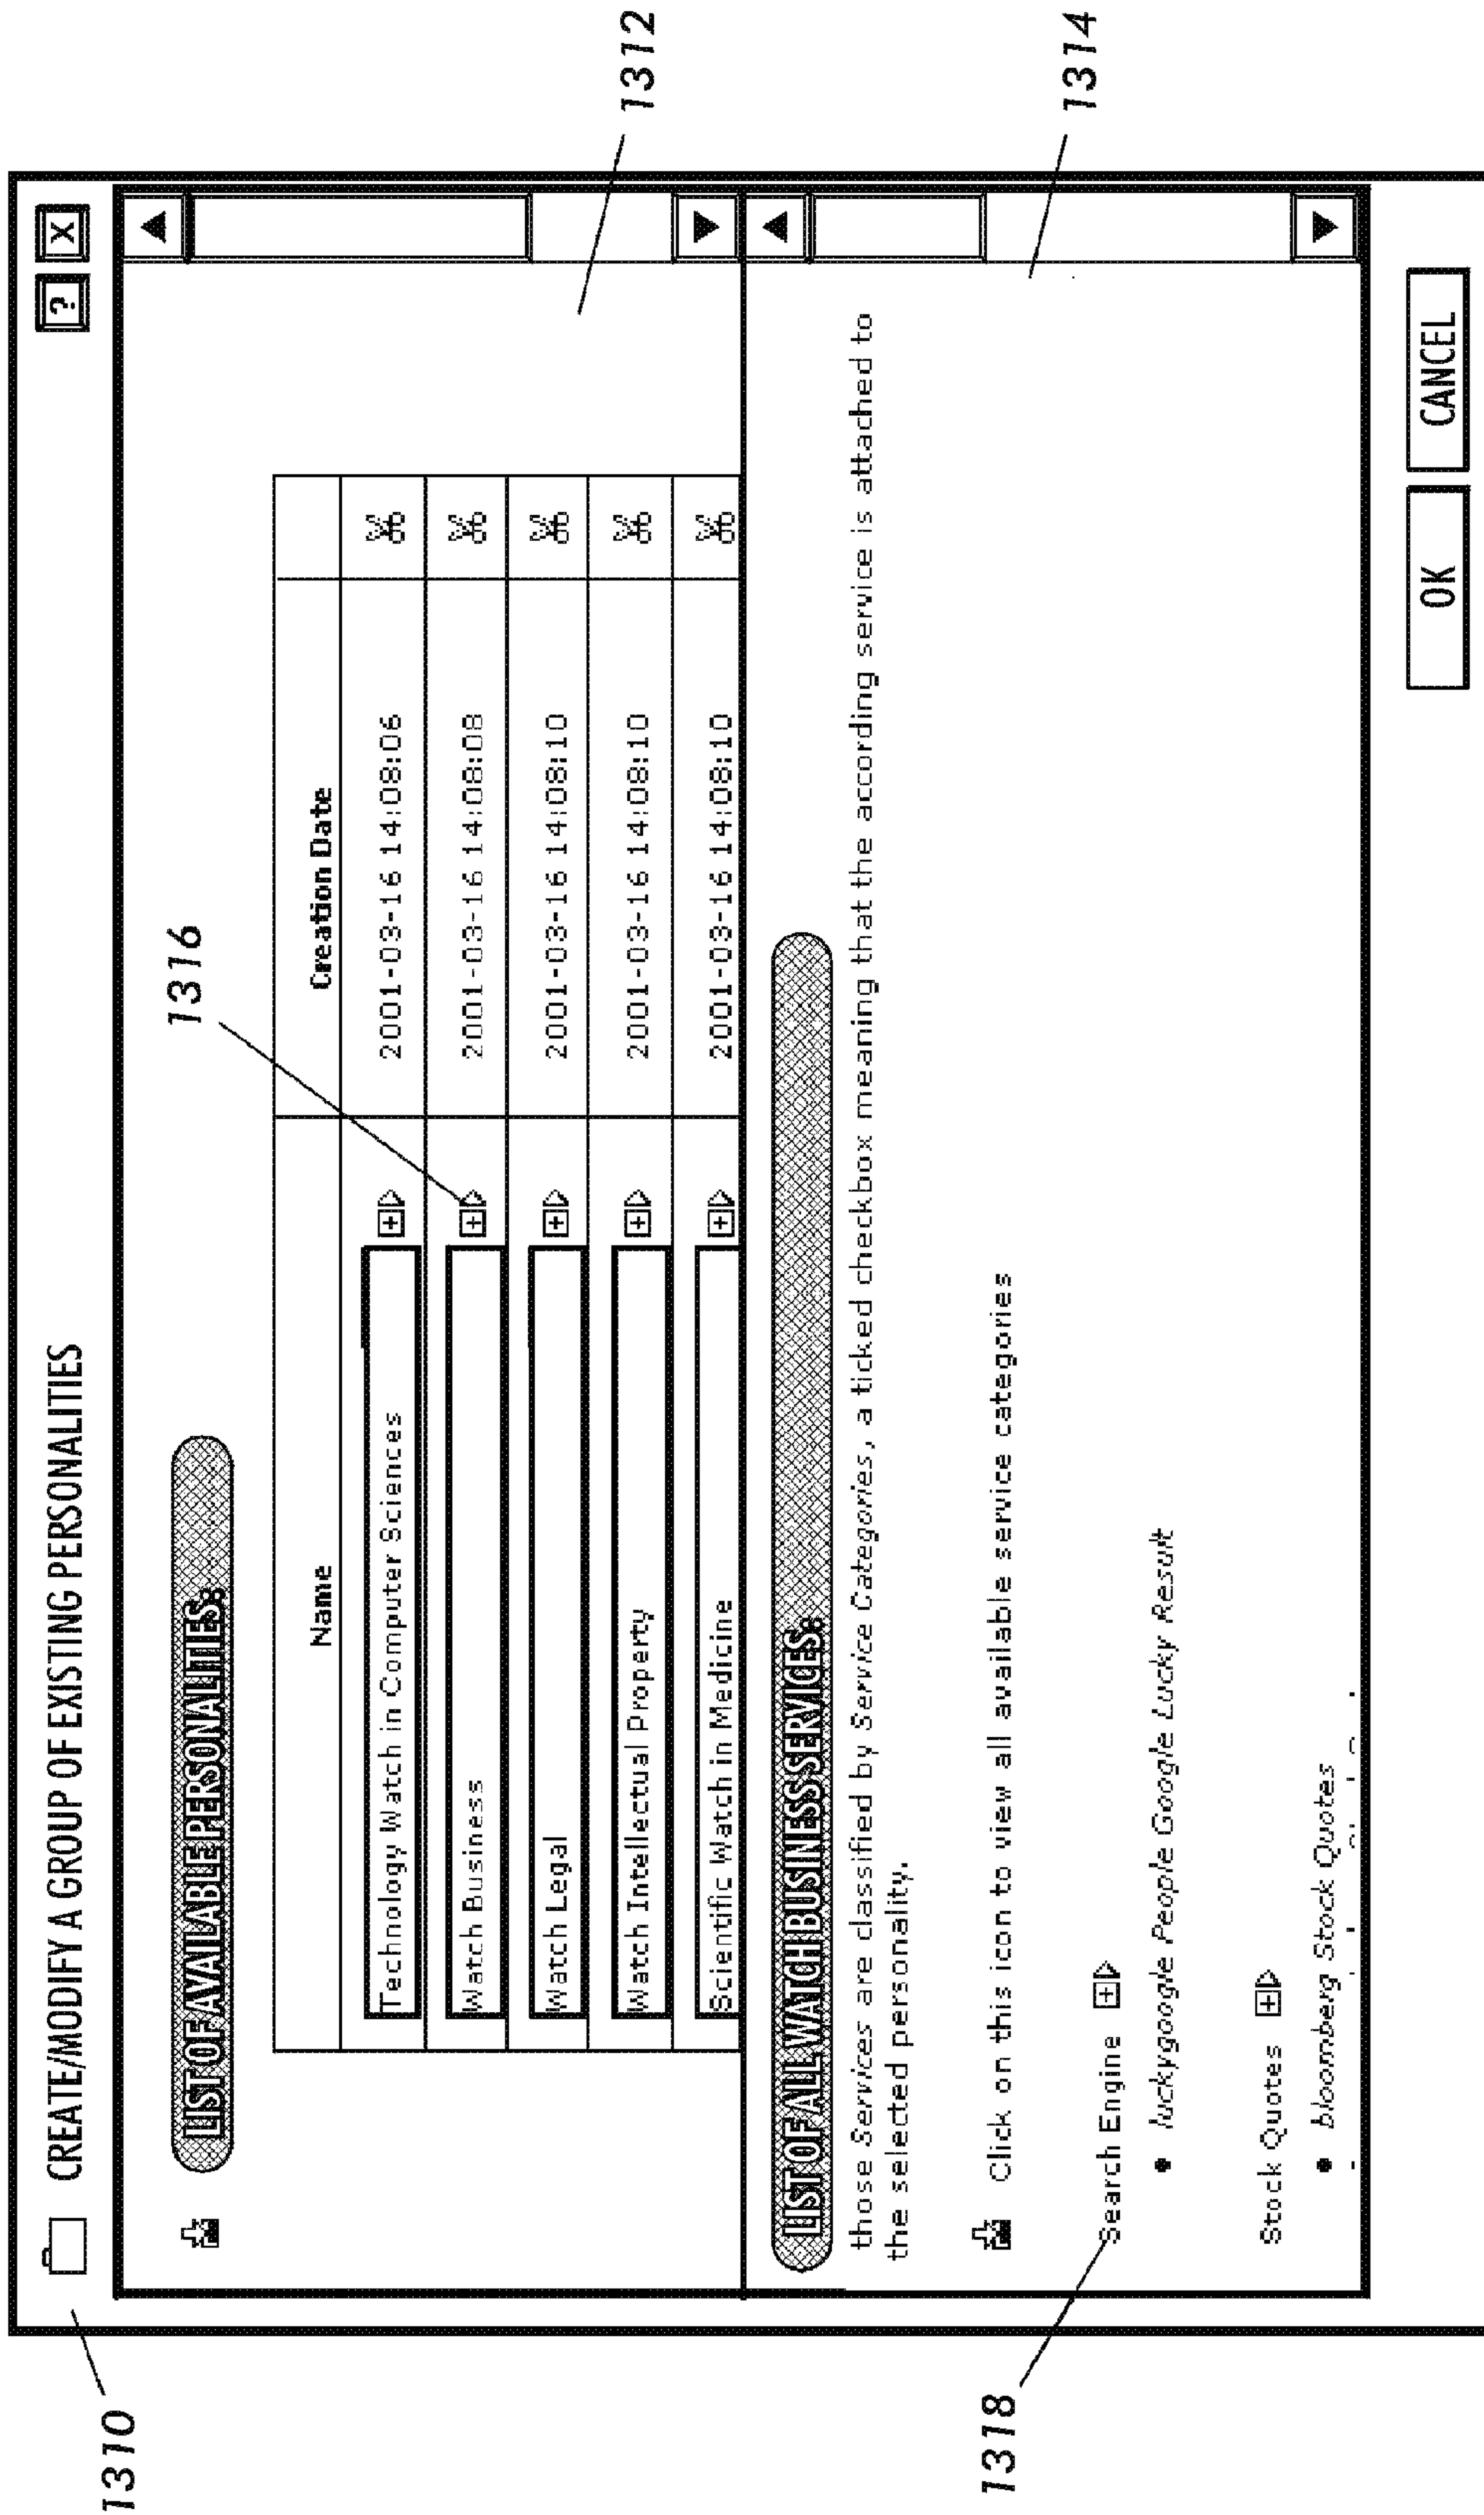 1310
CREATE/MODIFY A GROUP OF EXISTING PERSONALITIES
? X
LIST OF AVAILABLE PERSONALITIES:
1316
Name Creation Date
Technology Watch in Computer Sciences 2001-03-16 14:08:06
Watch Business 2001-03-16 14:08:08
Watch Legal 2001-03-16 14:08:10
Watch Intellectual Property 2001-03-16 14:08:10
Scientific Watch in Medicine 2001-03-16 14:08:10
1312
LIST OF ALL WATCH BUSINESS SERVICES:
those Services are classified by Service Categories, a ticked checkbox meaning that the according service is attached to
the selected personality.
Click on this icon to view all available service categories
1314
1318
Search Engine
• luckygoogle People Google Lucky Result
Stock Quotes
• bloomberg Stock Quotes
OK CANCEL